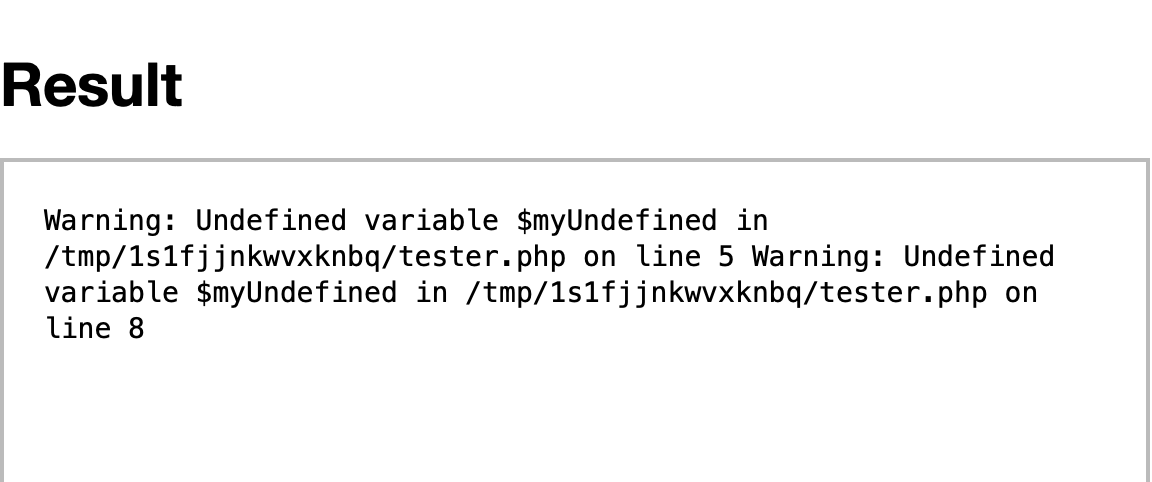 Result
Warning: Undefined variable $myUndefined in
/tmp/1s1fjjnkwvxknbq/tester.php on line 5 Warning: Undefined
variable $myUndefined in /tmp/1s1fjjnkwvxknbq/tester.php on
line 8